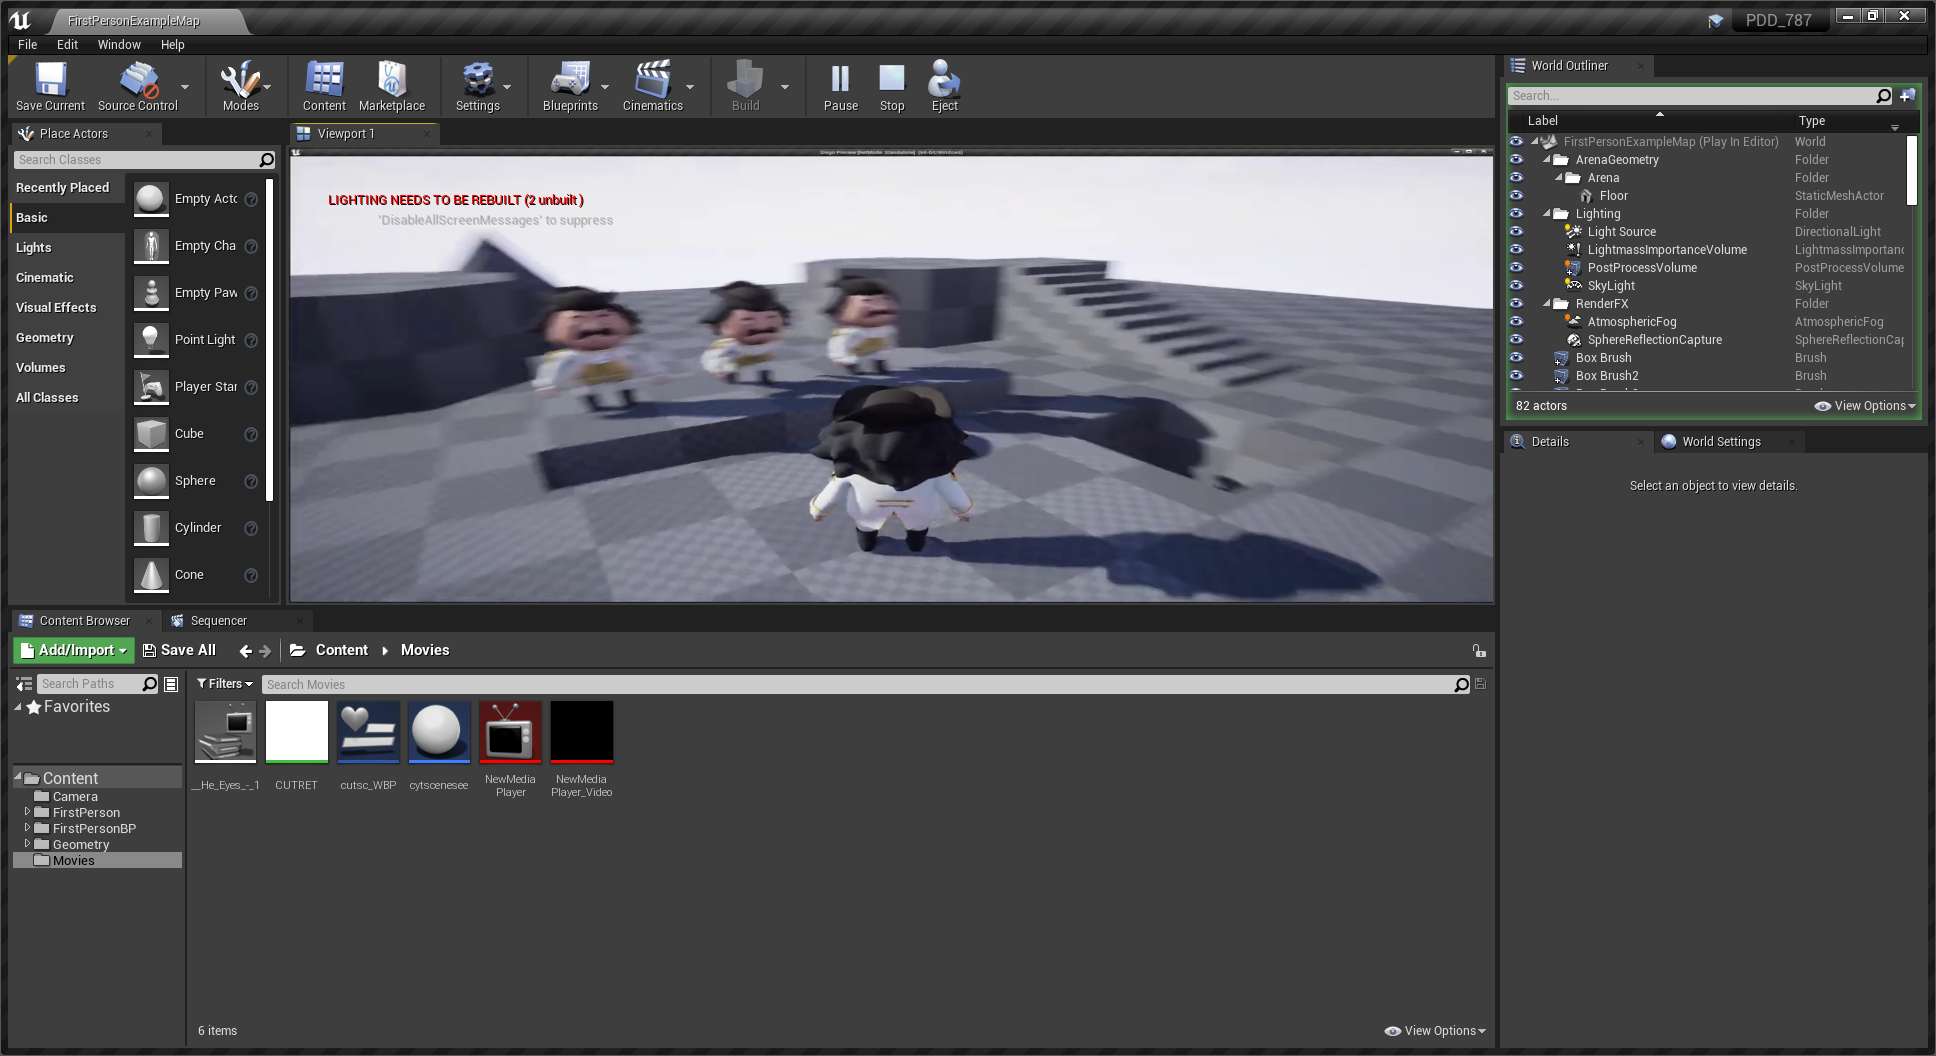 FirstPersonExampleMap
PDD_787
File Edit Window Help
Save Current
Source Control
Modes
Content
Marketplace
Settings
Blueprints
Cinematics
Build
Pause
Stop
Eject
Place Actors
Search Classes
Recently Placed
Basic
Lights
Cinematic
Visual Effects
Geometry
Volumes
All Classes
Empty Actc
Empty Cha
Empty Paw
Point Light
Player Star
Cube
Sphere
Cylinder
Cone
Viewport 1
LIGHTING NEEDS TO BE REBUILT (2 unbuilt)
'DisableAllScreenMessages' to suppress
World Outliner
Search...
Label Type
FirstPersonExampleMap (Play In Editor) World
ArenaGeometry Folder
Arena Folder
Floor StaticMeshActor
Lighting Folder
Light Source DirectionalLight
LightmassImportanceVolume LightmassImportanc
PostProcessVolume PostProcessVolume
SkyLight SkyLight
RenderFX Folder
AtmosphericFog AtmosphericFog
SphereReflectionCapture SphereReflectionCap
Box Brush Brush
Box Brush2 Brush
82 actors View Options
Details
World Settings
Select an object to view details.
Content Browser
Sequencer
Add/Import
Save All
Content
Movies
Search Paths
Favorites
Content
Camera
FirstPerson
FirstPersonBP
Geometry
Movies
Filters
Search Movies
__He_Eyes_-_1
CUTRET
cutsc_WBP
cytscenesee
NewMedia
Player
NewMedia
Player_Video
6 items
View Options